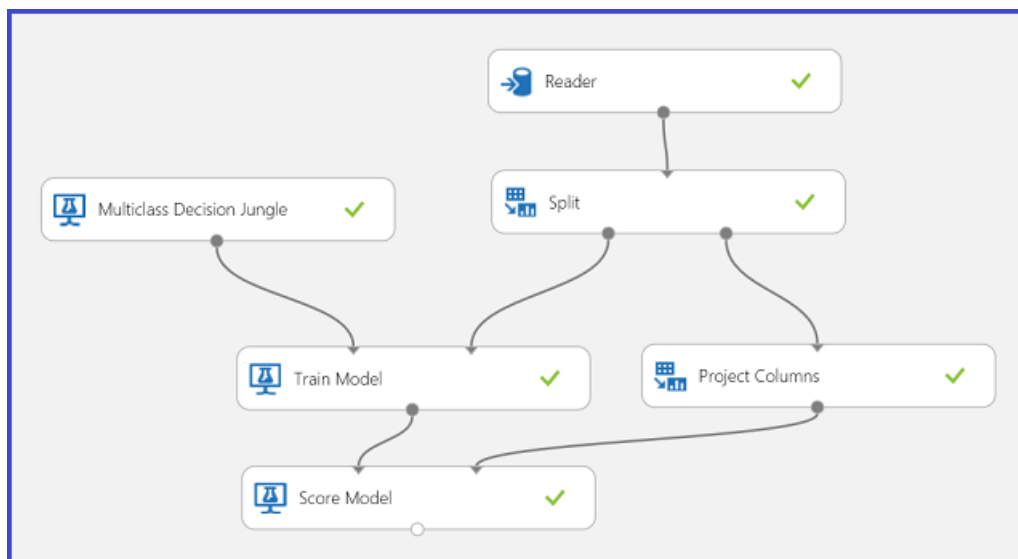 Reader
Multiclass Decision Jungle
Split
Train Model
Project Columns
Score Model